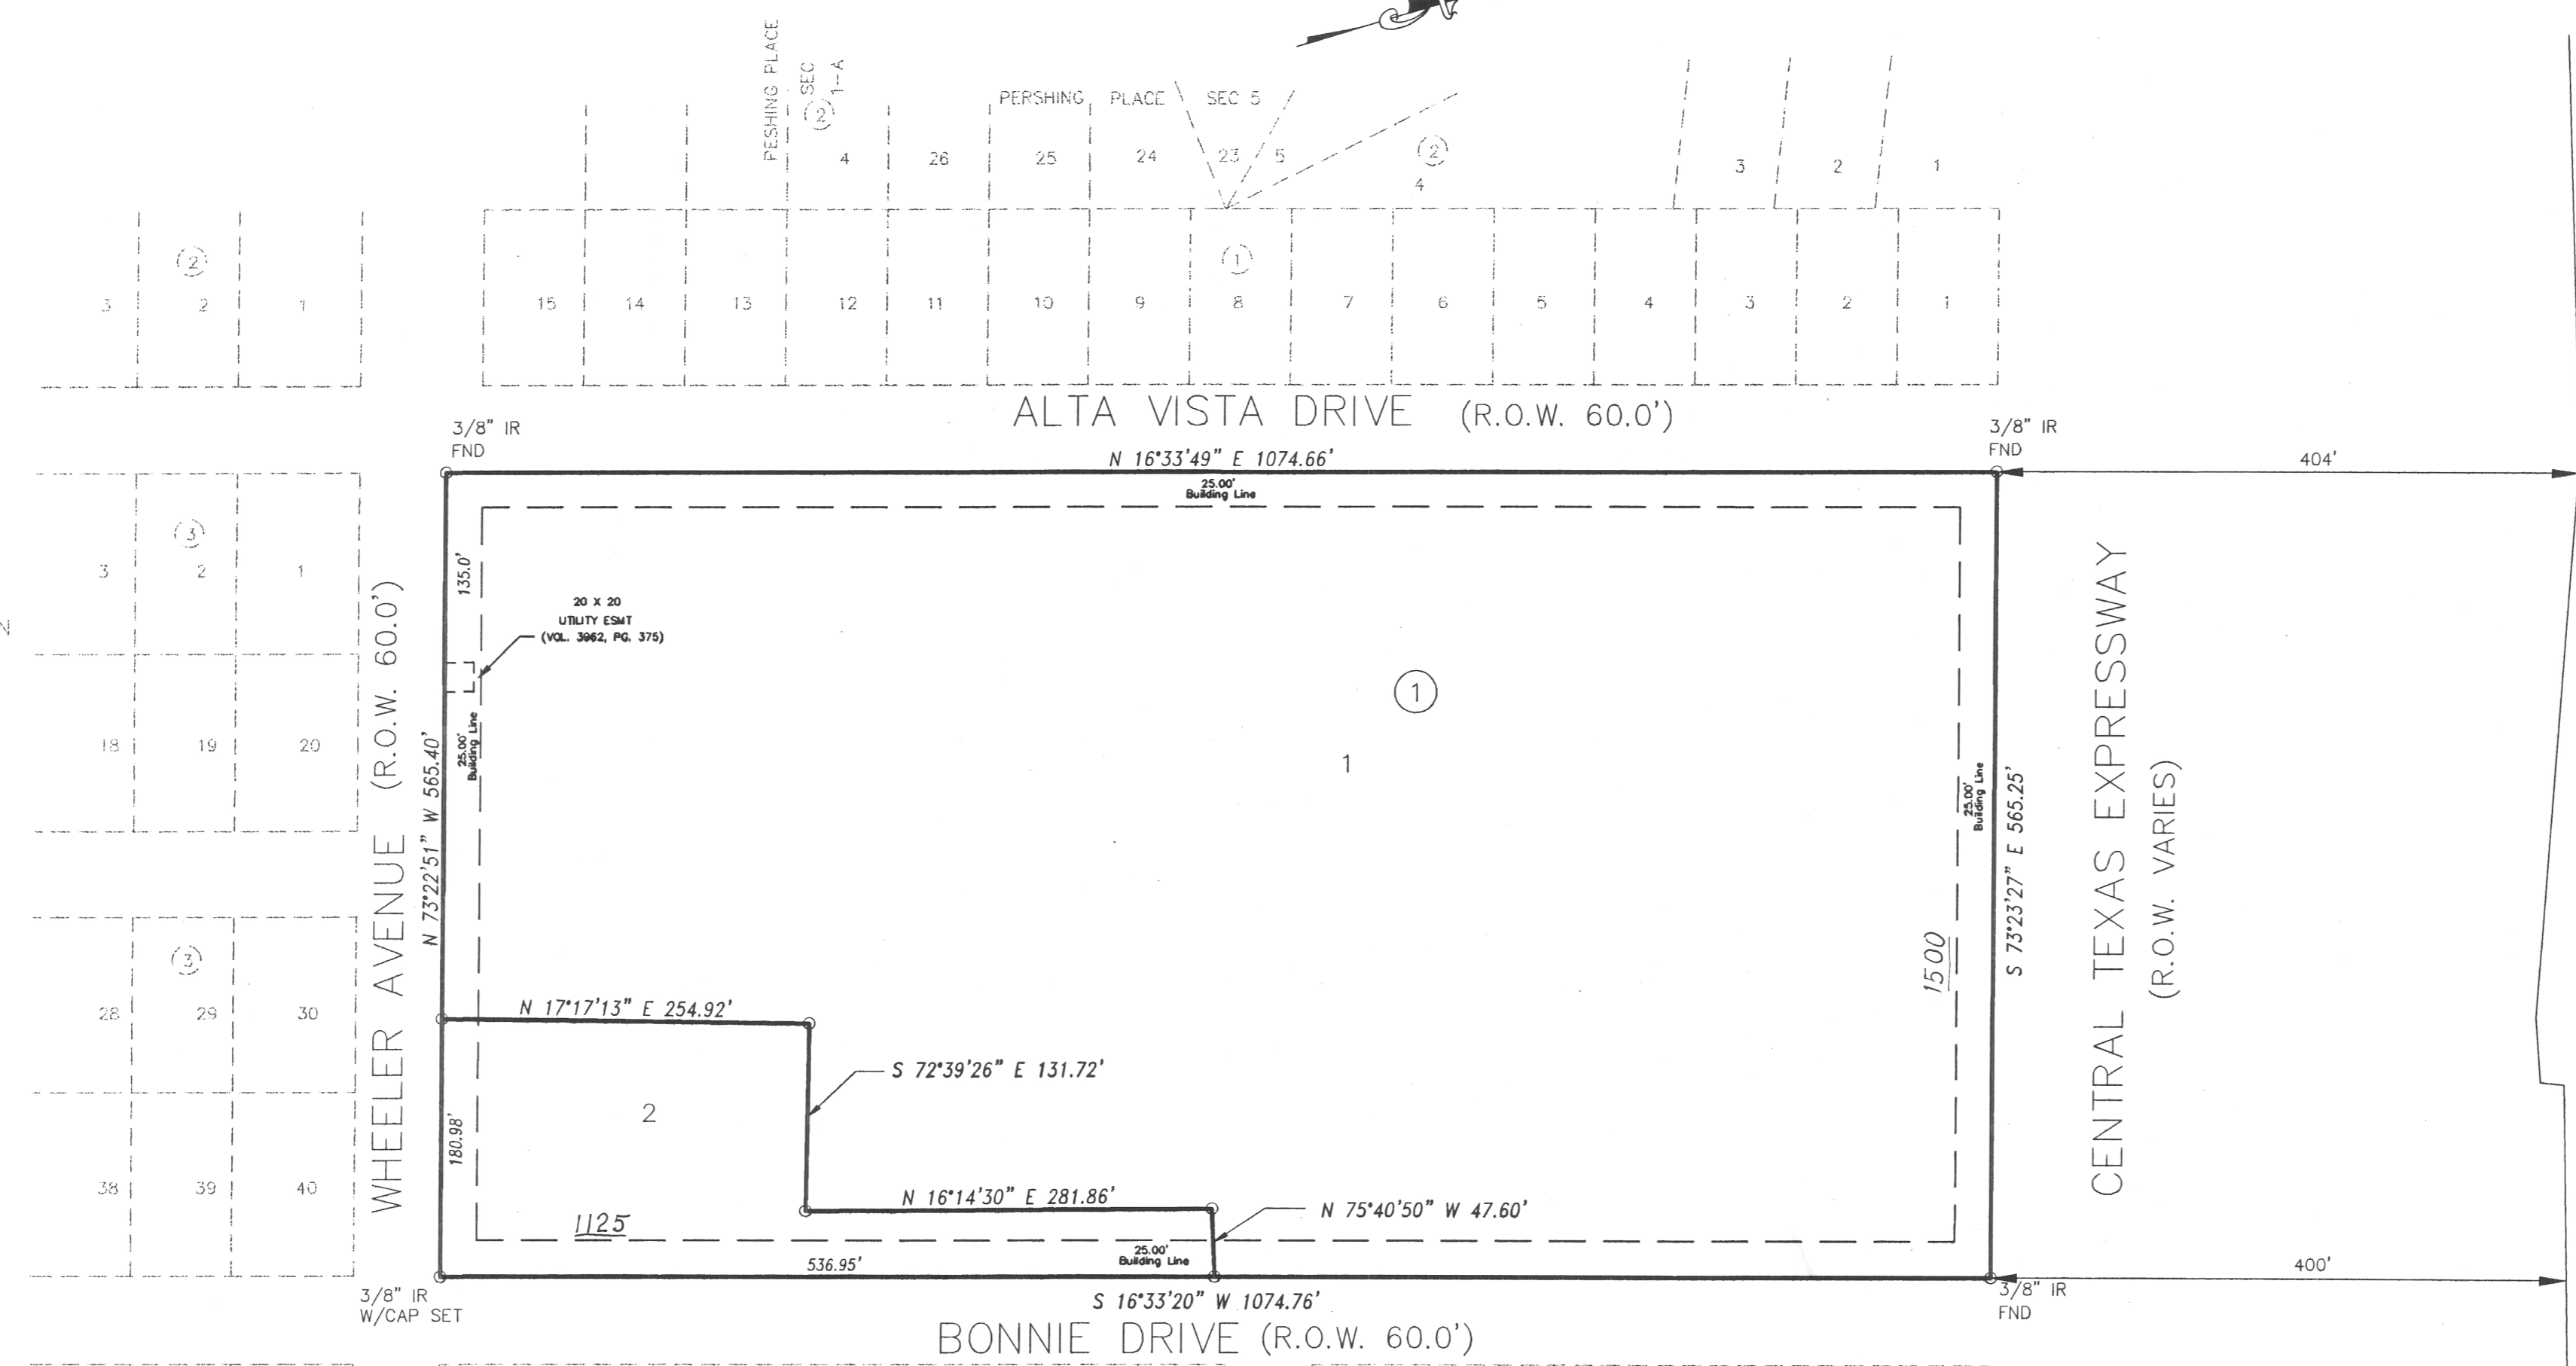 PESHING PLACE
SEC
1-A
2
PERSHING PLACE SEC 5
4 26 25 24 23 5
2
4
3 2 1
2
3 2 1
1
15 14 13 12 11 10 9 8 7 6 5 4 3 2 1
ALTA VISTA DRIVE (R.O.W. 60.0')
3/8" IR
FND
3/8" IR
FND
N 16°33'49" E 1074.66'
404'
25.00'
Building Line
3
3 2 1
135.0'
20 X 20
UTILITY ESMT
(VOL. 3962, PG. 375)
WHEELER AVENUE (R.O.W. 60.0')
N 73°22'51" W 565.40'
25.00'
Building Line
18 19 20
1
1
25.00'
Building Line
S 73°23'27" E 565.25'
CENTRAL TEXAS EXPRESSWAY
(R.O.W. VARIES)
1500
3
28 29 30
N 17°17'13" E 254.92'
S 72°39'26" E 131.72'
2
180.98'
38 39 40
N 16°14'30" E 281.86'
N 75°40'50" W 47.60'
1125
25.00'
Building Line
536.95'
400'
3/8" IR
W/CAP SET
3/8" IR
FND
S 16°33'20" W 1074.76'
BONNIE DRIVE (R.O.W. 60.0')